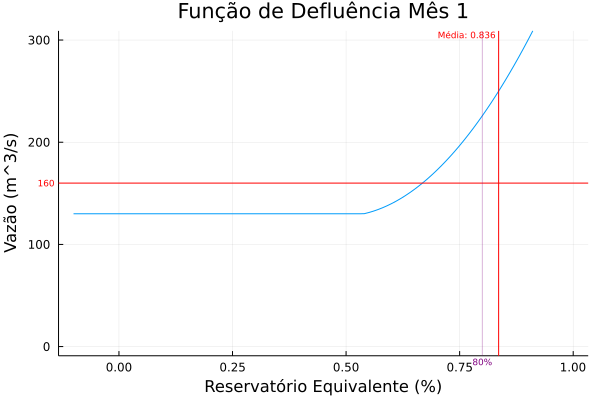 Função de Defluência Mês 1
Média: 0.836
300
200
160
100
0
Vazão (m^3/s)
0.00
0.25
0.50
0.75
80%
1.00
Reservatório Equivalente (%)